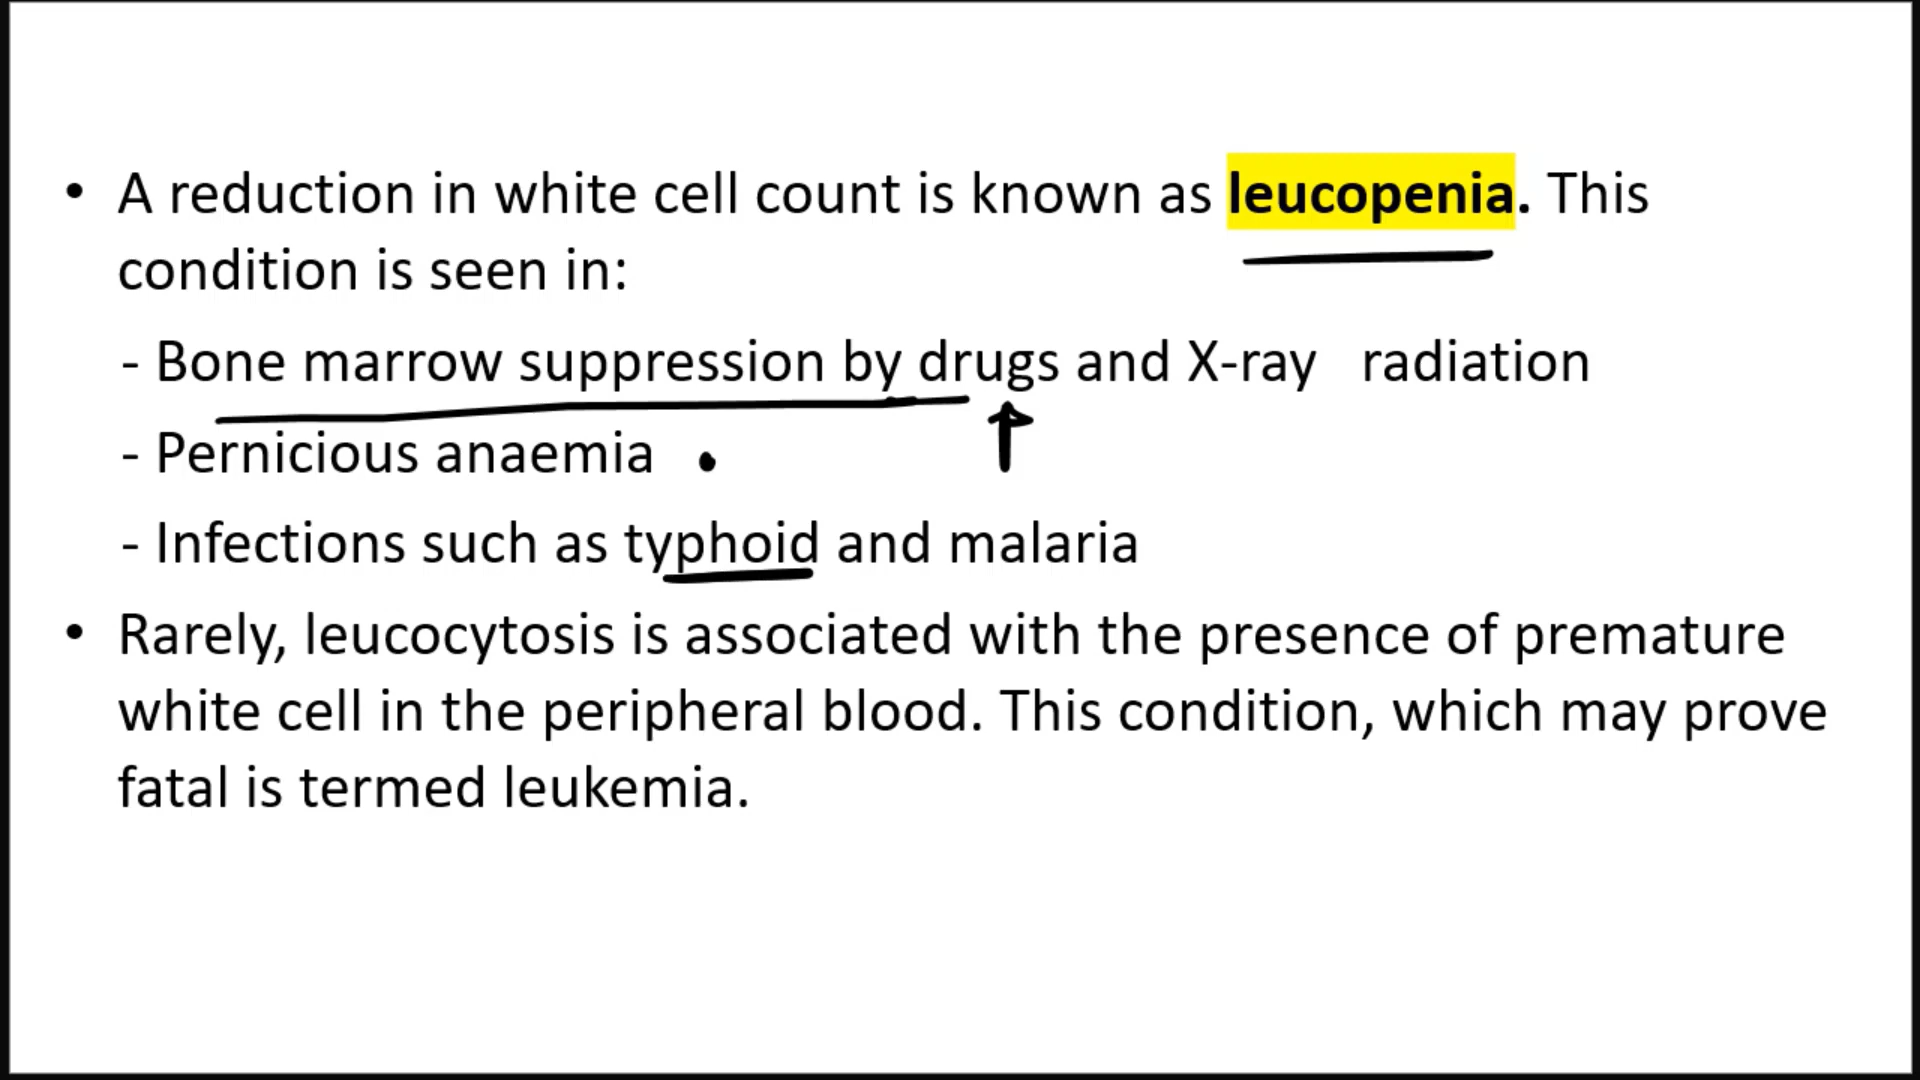 • A reduction in white cell count is known as leucopenia. This
condition is seen in:
- Bone marrow suppression by drugs and X-ray radiation
- Pernicious anaemia
- Infections such as typhoid and malaria
• Rarely, leucocytosis is associated with the presence of premature
white cell in the peripheral blood. This condition, which may prove
fatal is termed leukemia.